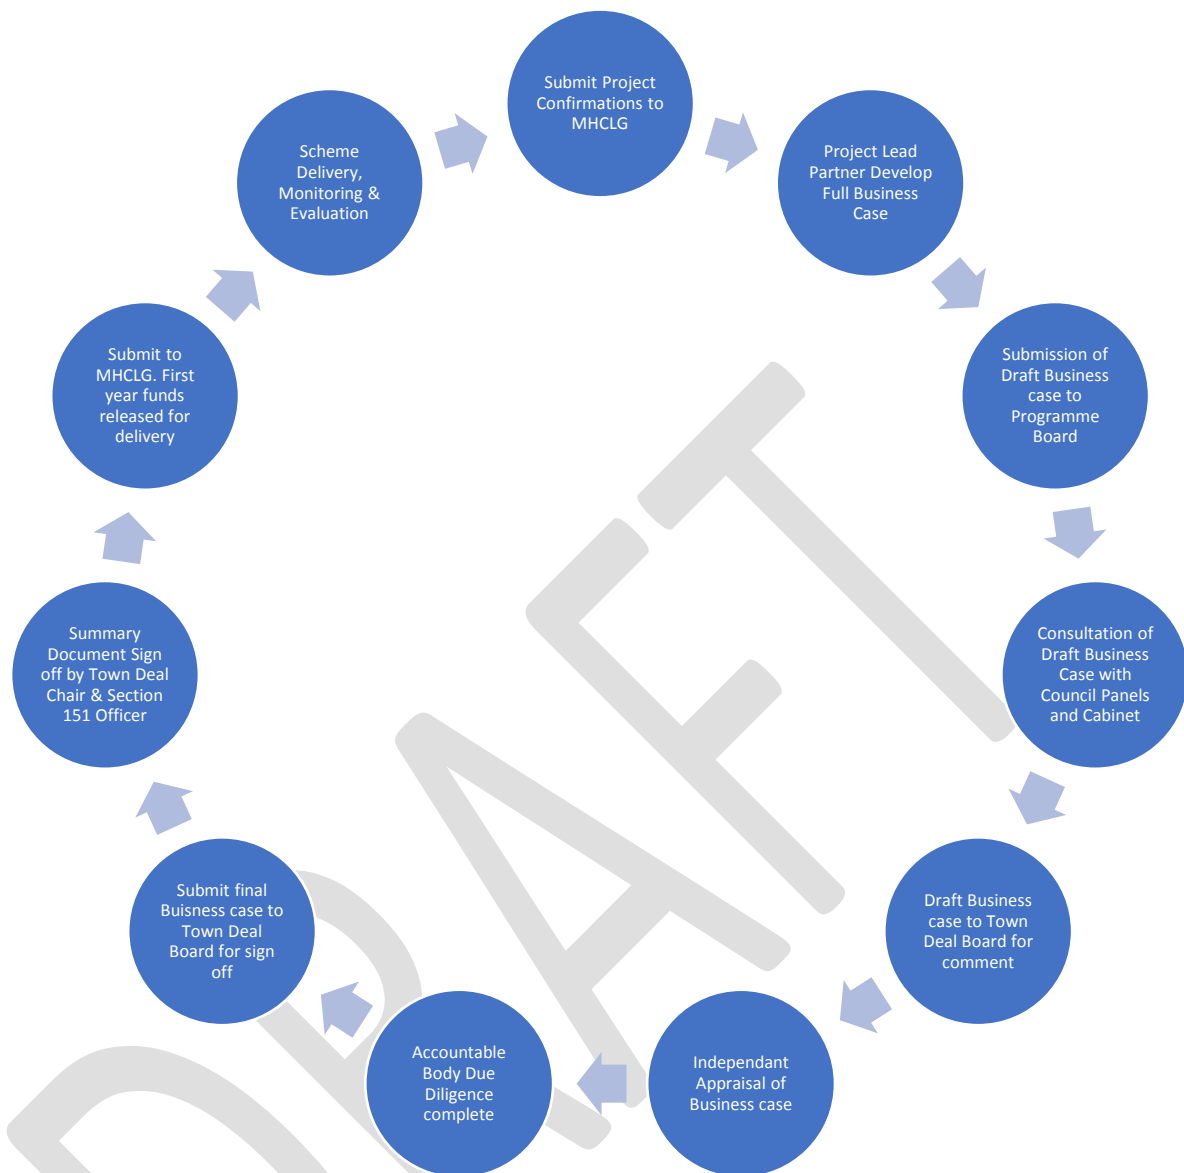 Submit Project
Confirmations to
MHCLG
Project Lead
Partner Develop
Full Business
Case
Submission of
Draft Business
case to
Programme
Board
Consultation of
Draft Business
Case with
Council Panels
and Cabinet
Draft Business
case to Town
Deal Board for
comment
Independant
Appraisal of
Business case
Accountable
Body Due
Diligence
complete
Submit final
Buisness case to
Town Deal
Board for sign
off
Summary
Document Sign
off by Town Deal
Chair & Section
151 Officer
Submit to
MHCLG. First
year funds
released for
delivery
Scheme
Delivery,
Monitoring &
Evaluation
DRAFT